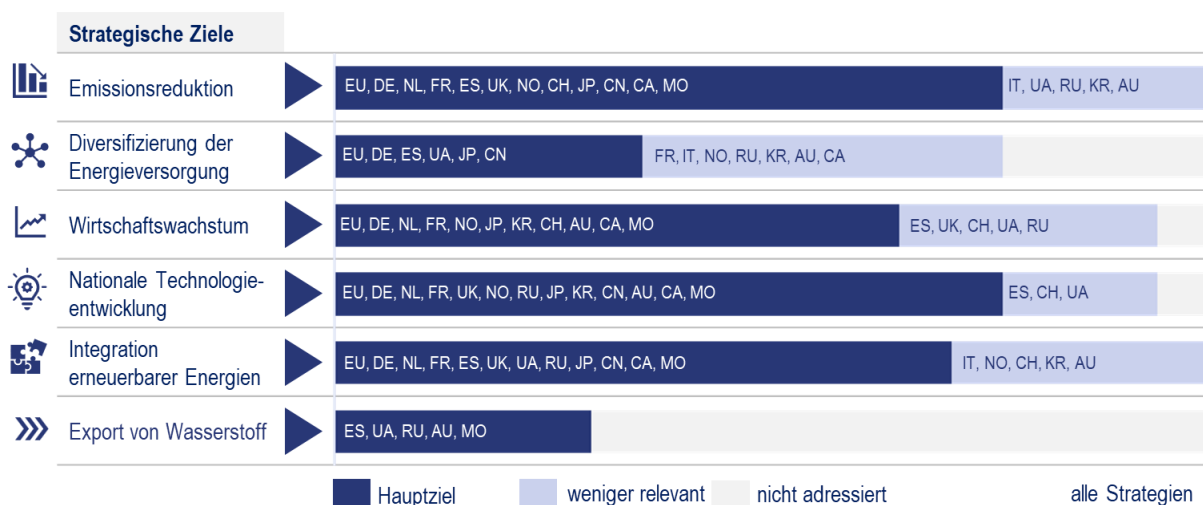 Strategische Ziele
Emissionsreduktion
EU, DE, NL, FR, ES, UK, NO, CH, JP, CN, CA, MO
IT, UA, RU, KR, AU
Diversifizierung der
Energieversorgung
EU, DE, ES, UA, JP, CN
FR, IT, NO, RU, KR, AU, CA
Wirtschaftswachstum
EU, DE, NL, FR, NO, JP, KR, CH, AU, CA, MO
ES, UK, CH, UA, RU
Nationale Technologie-
entwicklung
EU, DE, NL, FR, UK, NO, RU, JP, KR, CN, AU, CA, MO
ES, CH, UA
Integration
erneuerbarer Energien
EU, DE, NL, FR, ES, UK, UA, RU, JP, CN, CA, MO
IT, NO, CH, KR, AU
Export von Wasserstoff
ES, UA, RU, AU, MO
Hauptziel
weniger relevant
nicht adressiert
alle Strategien